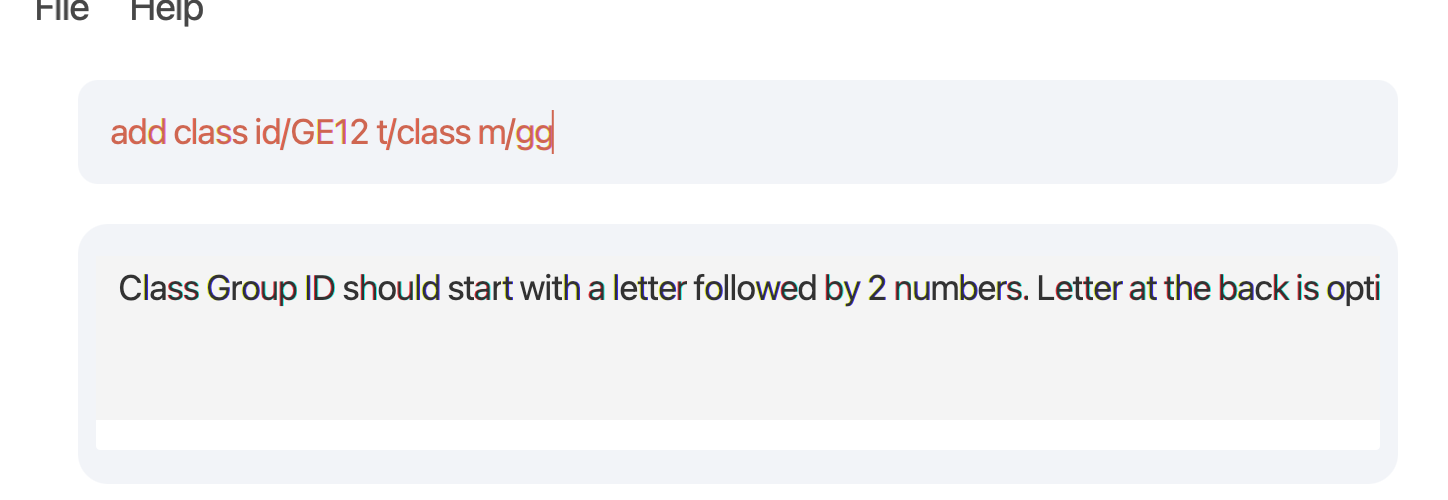 File Help
add class id/GE12 t/class m/gg
Class Group ID should start with a letter followed by 2 numbers. Letter at the back is opti